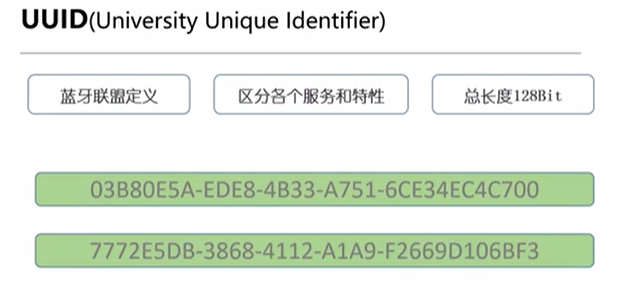 UUID(University Unique Identifier)
蓝牙联盟定义
区分各个服务和特性
总长度128Bit
03B80E5A-EDE8-4B33-A751-6CE34EC4C700
7772E5DB-3868-4112-A1A9-F2669D106BF3